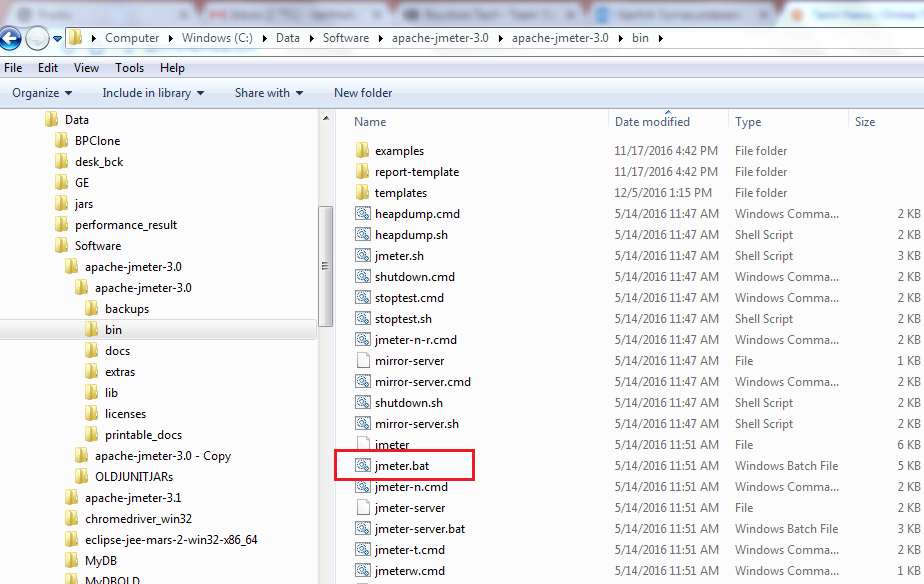 Computer Windows (C:) Data Software apache-jmeter-3.0 apache-jmeter-3.0 bin
File Edit View Tools Help
Organize Include in library Share with New folder
Data
BPClone
desk_bck
GE
jars
performance_result
Software
apache-jmeter-3.0
apache-jmeter-3.0
backups
bin
docs
extras
lib
licenses
printable_docs
apache-jmeter-3.0 - Copy
OLDJUNITJARs
apache-jmeter-3.1
chromedriver_win32
eclipse-jee-mars-2-win32-x86_64
MyDB
MyDBOLD
Name Date modified Type Size
examples 11/17/2016 4:42 PM File folder
report-template 11/17/2016 4:42 PM File folder
templates 12/5/2016 1:15 PM File folder
heapdump.cmd 5/14/2016 11:47 AM Windows Comma... 2 KB
heapdump.sh 5/14/2016 11:47 AM Shell Script 2 KB
jmeter.sh 5/14/2016 11:47 AM Shell Script 3 KB
shutdown.cmd 5/14/2016 11:47 AM Windows Comma... 2 KB
stoptest.cmd 5/14/2016 11:47 AM Windows Comma... 2 KB
stoptest.sh 5/14/2016 11:47 AM Shell Script 2 KB
jmeter-n-r.cmd 5/14/2016 11:47 AM Windows Comma... 2 KB
mirror-server 5/14/2016 11:47 AM File 1 KB
mirror-server.cmd 5/14/2016 11:47 AM Windows Comma... 2 KB
shutdown.sh 5/14/2016 11:47 AM Shell Script 2 KB
mirror-server.sh 5/14/2016 11:47 AM Shell Script 2 KB
jmeter 5/14/2016 11:51 AM File 6 KB
jmeter.bat 5/14/2016 11:51 AM Windows Batch File 5 KB
jmeter-n.cmd 5/14/2016 11:51 AM Windows Comma... 2 KB
jmeter-server 5/14/2016 11:51 AM File 2 KB
jmeter-server.bat 5/14/2016 11:51 AM Windows Batch File 3 KB
jmeter-t.cmd 5/14/2016 11:51 AM Windows Comma... 2 KB
jmeterw.cmd 5/14/2016 11:51 AM Windows Comma... 1 KB